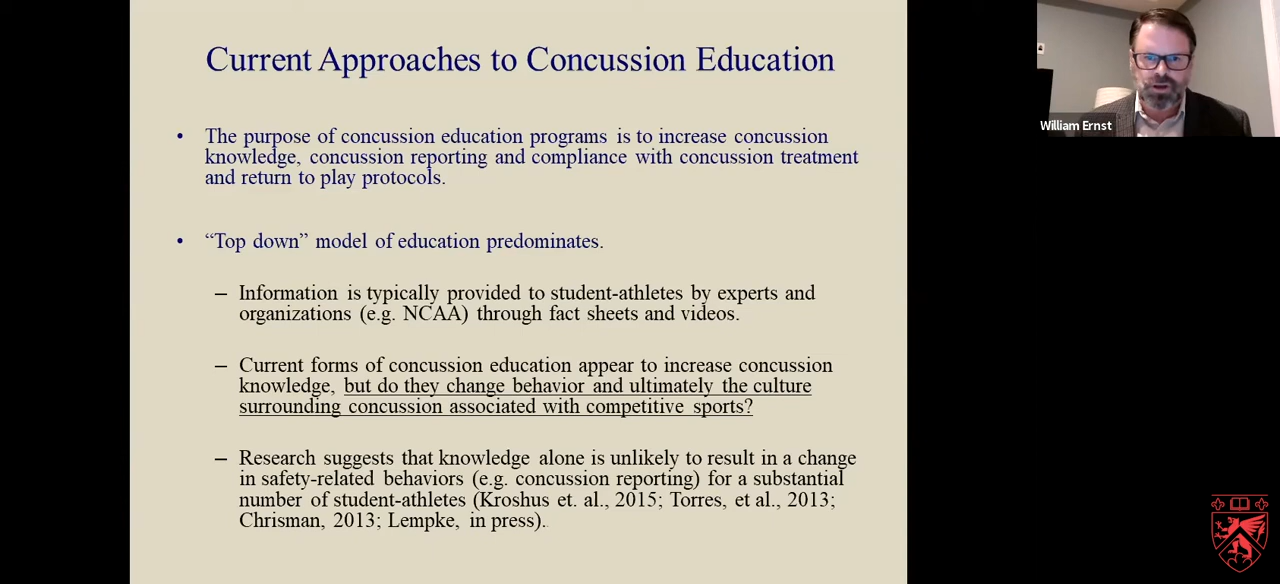 Current Approaches to Concussion Education
• The purpose of concussion education programs is to increase concussion
knowledge, concussion reporting and compliance with concussion treatment
and return to play protocols.
• “Top down” model of education predominates.
– Information is typically provided to student-athletes by experts and
organizations (e.g. NCAA) through fact sheets and videos.
– Current forms of concussion education appear to increase concussion
knowledge, but do they change behavior and ultimately the culture
surrounding concussion associated with competitive sports?
– Research suggests that knowledge alone is unlikely to result in a change
in safety-related behaviors (e.g. concussion reporting) for a substantial
number of student-athletes (Kroshus et. al., 2015; Torres, et al., 2013;
Chrisman, 2013; Lempke, in press).
William Ernst